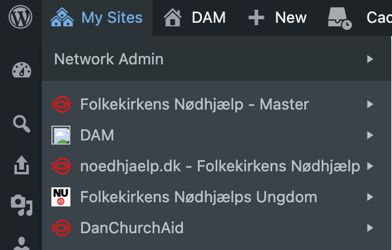 My Sites DAM New Cac
Network Admin
Folkekirkens Nødhjælp - Master
DAM
noedhjaelp.dk - Folkekirkens Nødhjælp
NU Folkekirkens Nødhjælps Ungdom
DanChurchAid